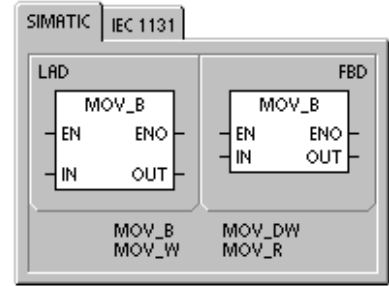 SIMATIC IEC 1131
LAD FBD
MOV_B MOV_B
EN ENO EN ENO
IN OUT IN OUT
MOV_B MOV_DW
MOV_W MOV_R